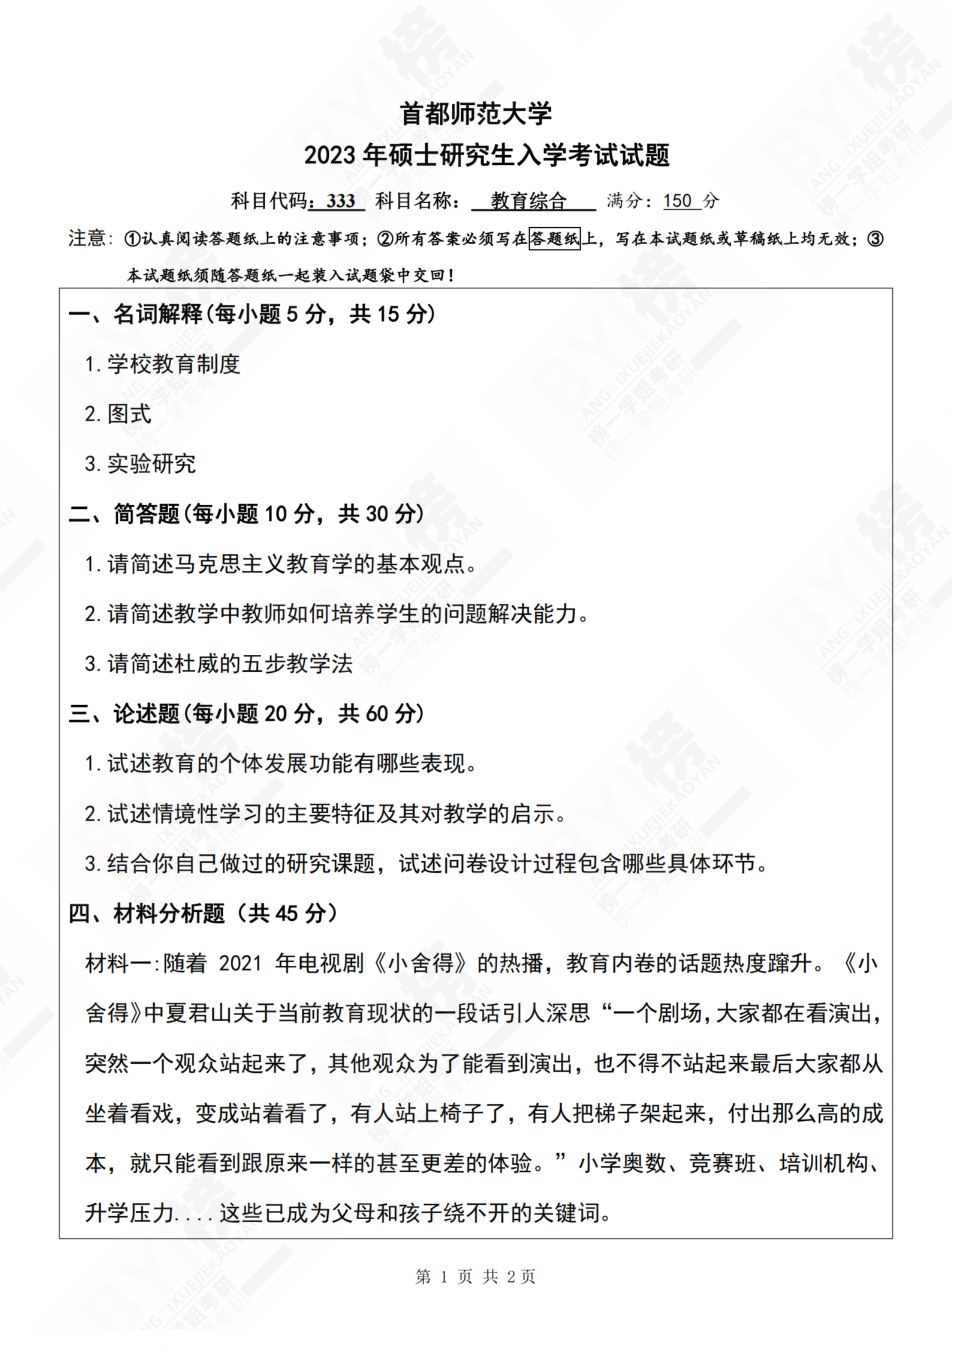 首都师范大学
2023 年硕士研究生入学考试试题
科目代码：333 科目名称： 教育综合 满分：150 分
注意：①认真阅读答题纸上的注意事项；②所有答案必须写在答题纸上，写在本试题纸或草稿纸上均无效；③
本试题纸须随答题纸一起装入试题袋中交回！
一、名词解释(每小题 5 分，共 15 分)
1.学校教育制度
2.图式
3.实验研究
二、简答题(每小题 10 分，共 30 分)
1.请简述马克思主义教育学的基本观点。
2.请简述教学中教师如何培养学生的问题解决能力。
3.请简述杜威的五步教学法
三、论述题(每小题 20 分，共 60 分)
1.试述教育的个体发展功能有哪些表现。
2.试述情境性学习的主要特征及其对教学的启示。
3.结合你自己做过的研究课题，试述问卷设计过程包含哪些具体环节。
四、材料分析题（共 45 分）
材料一:随着 2021 年电视剧《小舍得》的热播，教育内卷的话题热度蹿升。《小
舍得》中夏君山关于当前教育现状的一段话引人深思“一个剧场,大家都在看演出，
突然一个观众站起来了，其他观众为了能看到演出，也不得不站起来最后大家都从
坐着看戏，变成站着看了，有人站上椅子了，有人把梯子架起来，付出那么高的成
本，就只能看到跟原来一样的甚至更差的体验。”小学奥数、竞赛班、培训机构、
升学压力....这些已成为父母和孩子绕不开的关键词。
第 1 页 共 2 页
BYI榜
ANG YIXUEJIEKAOYAN
榜一学姐考研